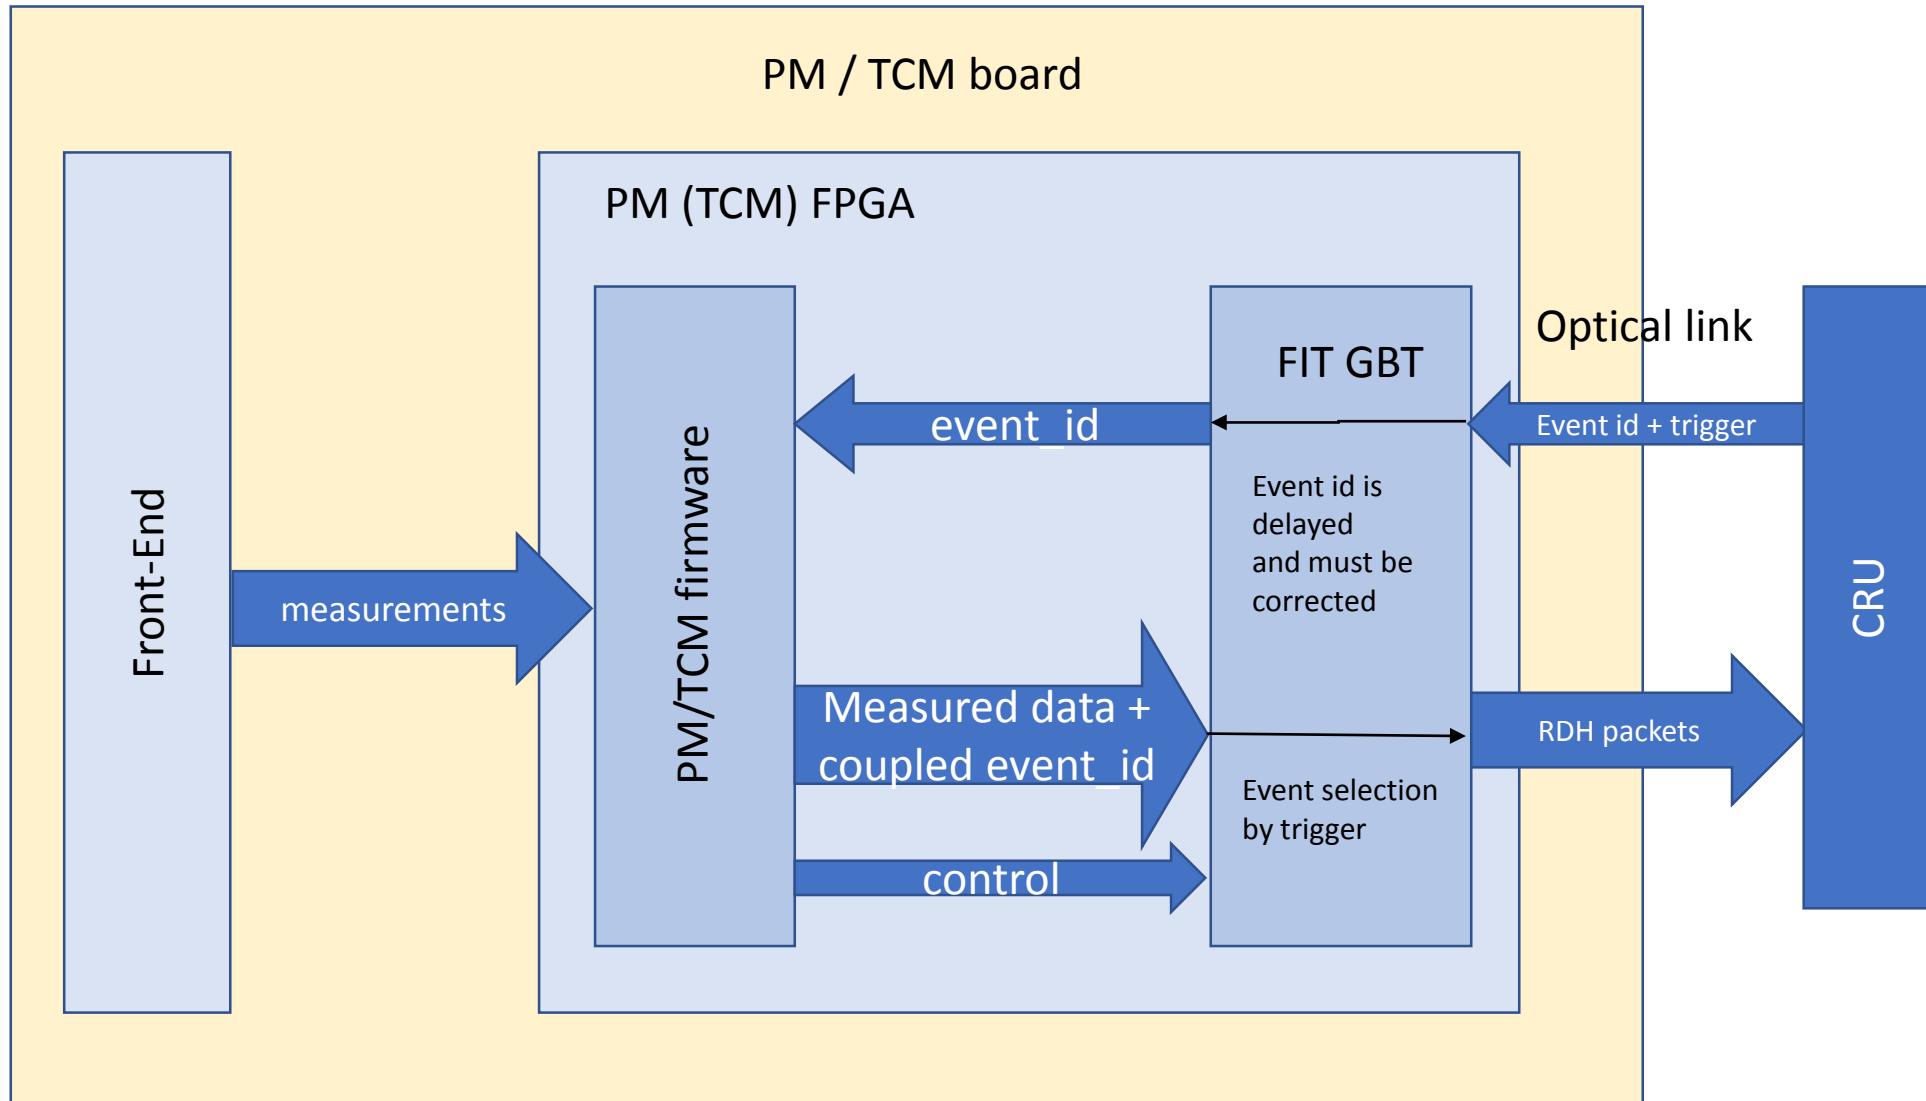 PM / TCM board
PM (TCM) FPGA
Front-End
measurements
PM/TCM firmware
event_id
Measured data +
coupled event_id
control
FIT GBT
Event id is
delayed
and must be
corrected
Event selection
by trigger
Optical link
Event id + trigger
RDH packets
CRU